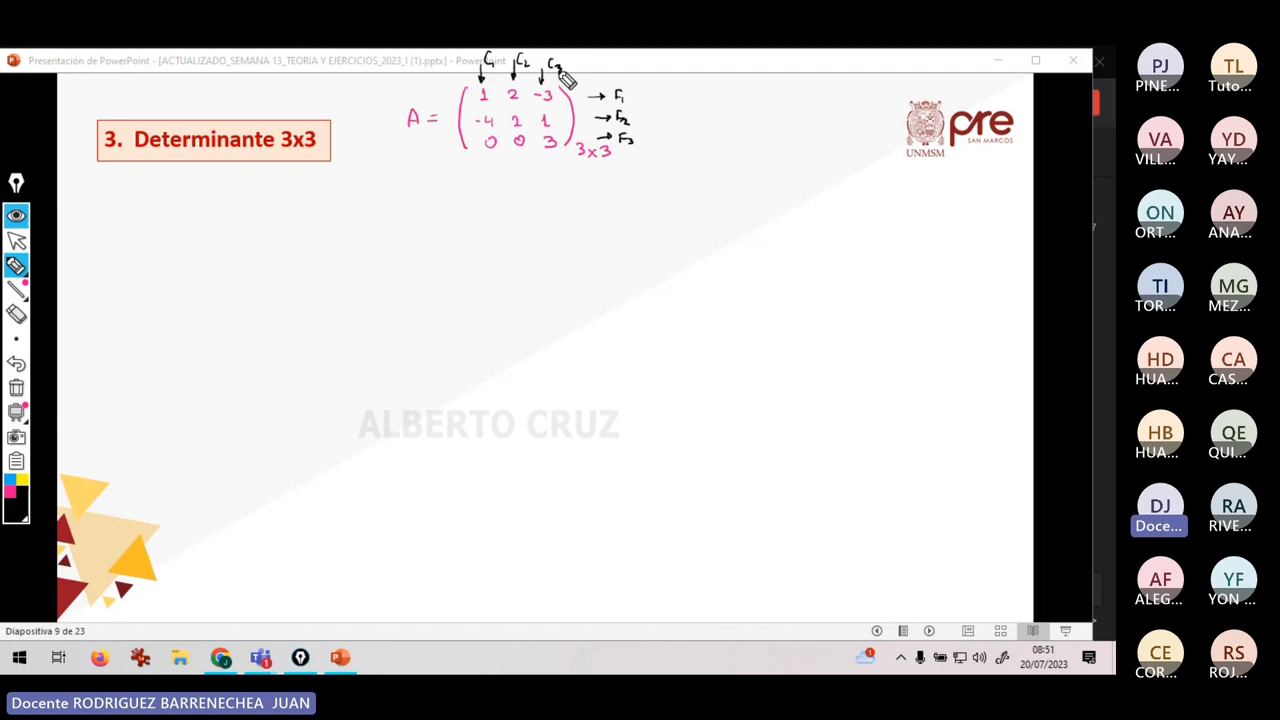 Presentación de PowerPoint - [ACTUALIZADO_SEMANA 13_TEORIA Y EJERCICIOS_2023_I (1).pptx] - PowerPoint
C1 C2 C3
3. Determinante 3x3
A = ( 1 2 -3 ) → F1
-4 2 1 → F2
0 0 3 → F3
3x3
UNMSM
pre
SAN MARCOS
ALBERTO CRUZ
Diapositiva 9 de 23
08:51
20/07/2023
Docente RODRIGUEZ BARRENECHEA JUAN
PJ TL
PINE... Tuto...
VA YD
VILL... YAY...
ON AY
ORT... ANA...
TI MG
TOR... MEZ...
HD CA
HUA... CAS...
HB QE
HUA... QUI...
DJ RA
Doce... RIVE...
AF YF
ALEG... YON ...
CE RS
COR... ROJ...